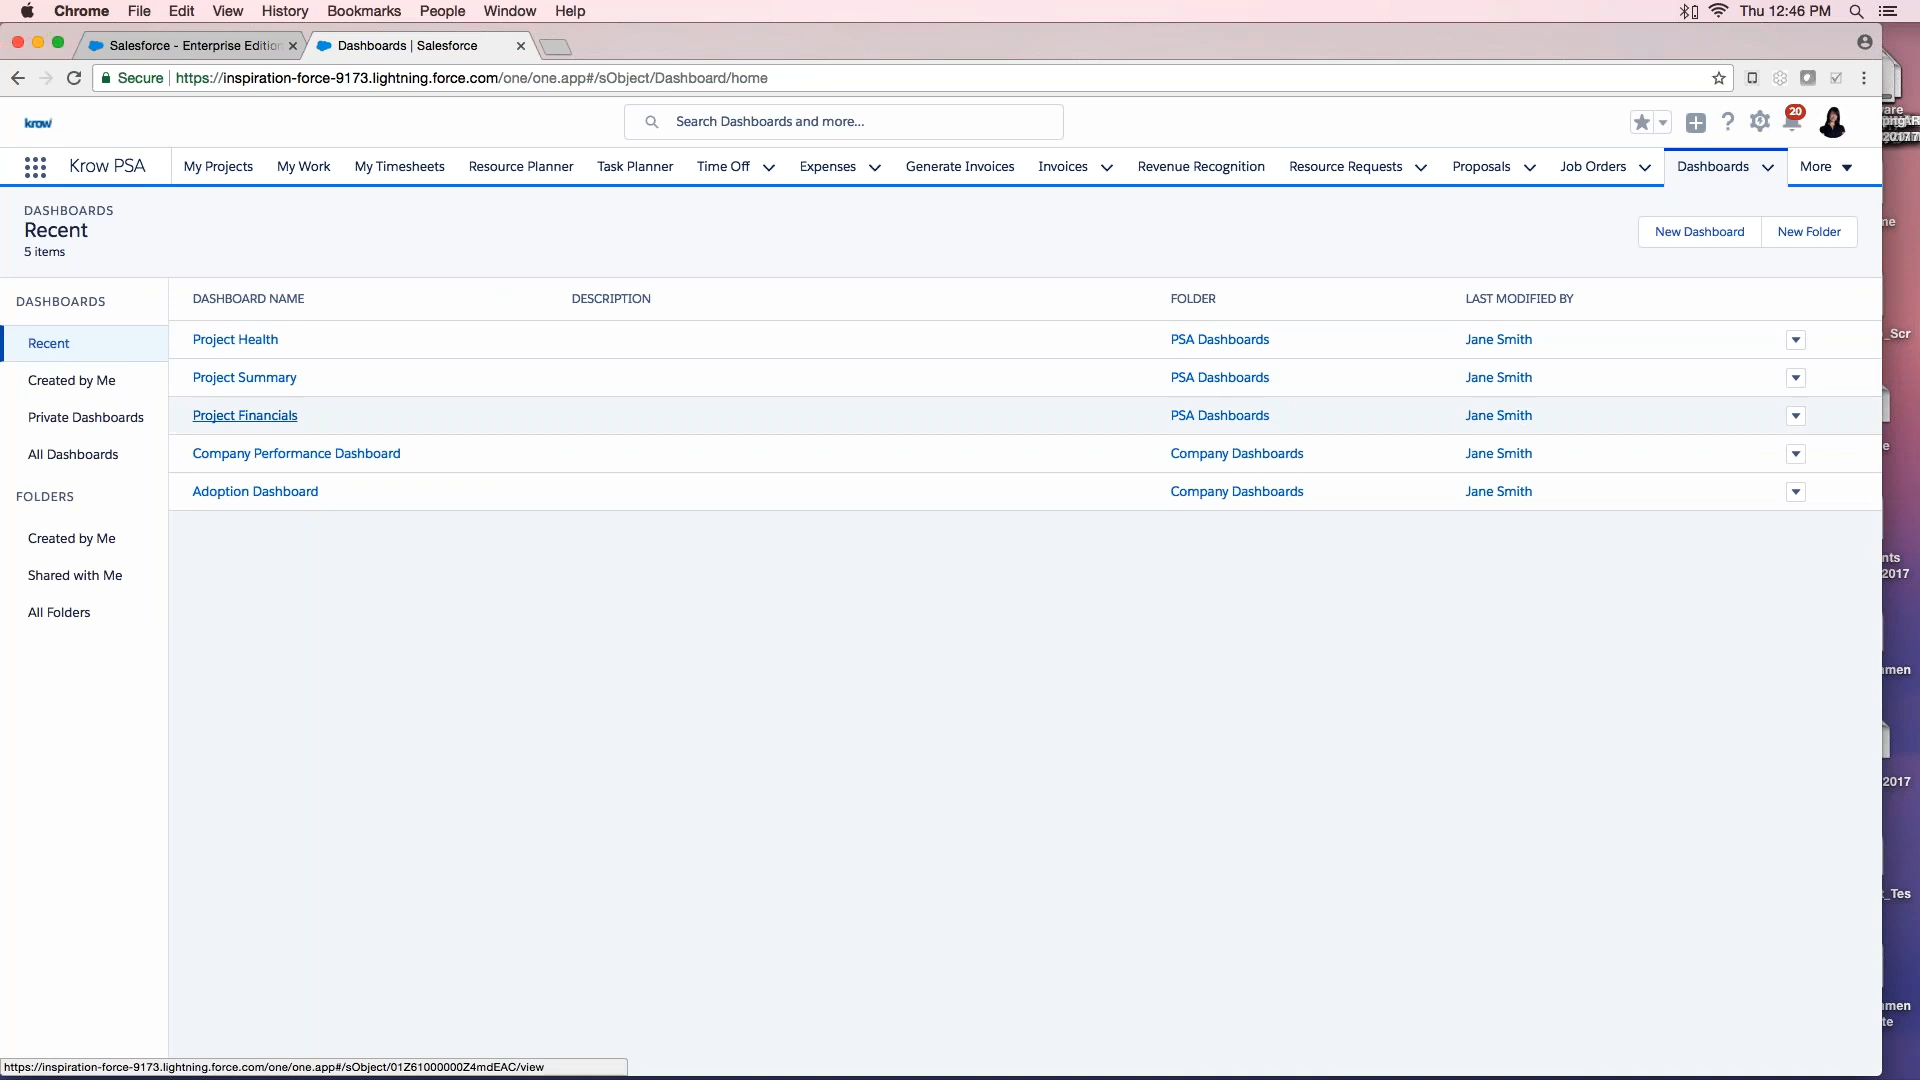 Chrome File Edit View History Bookmarks People Window Help Thu 12:46 PM
Salesforce - Enterprise Edition Dashboards | Salesforce
Secure https://inspiration-force-9173.lightning.force.com/one/one.app#/sObject/Dashboard/home
krow Search Dashboards and more... 20
Krow PSA My Projects My Work My Timesheets Resource Planner Task Planner Time Off Expenses Generate Invoices Invoices Revenue Recognition Resource Requests Proposals Job Orders Dashboards More
DASHBOARDS
Recent
5 items
New Dashboard New Folder
DASHBOARDS
Recent
Created by Me
Private Dashboards
All Dashboards
FOLDERS
Created by Me
Shared with Me
All Folders
DASHBOARD NAME DESCRIPTION FOLDER LAST MODIFIED BY
Project Health PSA Dashboards Jane Smith
Project Summary PSA Dashboards Jane Smith
Project Financials PSA Dashboards Jane Smith
Company Performance Dashboard Company Dashboards Jane Smith
Adoption Dashboard Company Dashboards Jane Smith
_Scr
2017
2017
_Tes
https://inspiration-force-9173.lightning.force.com/one/one.app#/sObject/01Z61000000Z4mdEAC/view